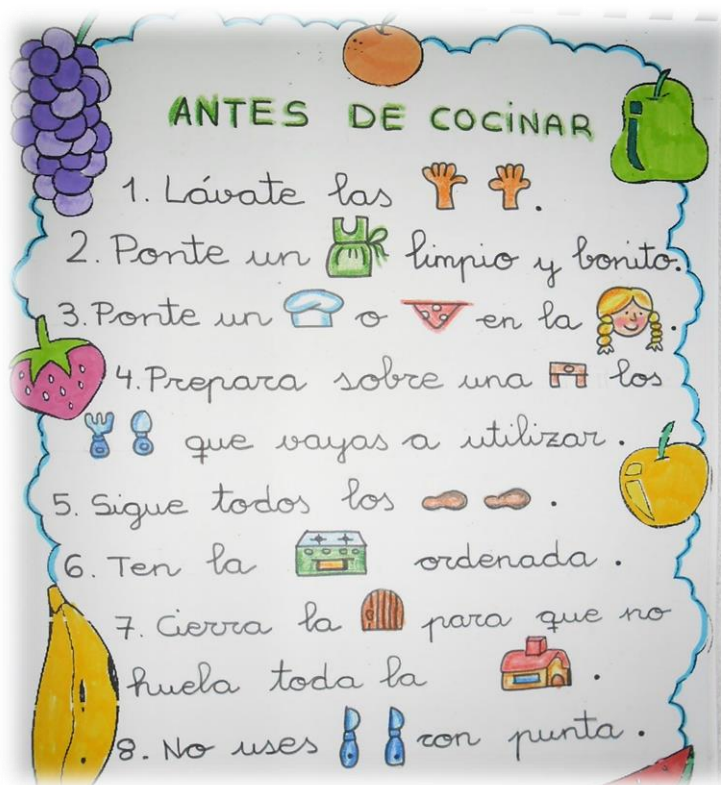 ANTES DE COCINAR
1. Lávate las .
2. Ponte un limpio y bonito.
3. Ponte un o en la .
4. Prepara sobre una los
que vayas a utilizar.
5. Sigue todos los .
6. Ten la ordenada.
7. Cierra la para que no
huela toda la .
8. No uses con punta.